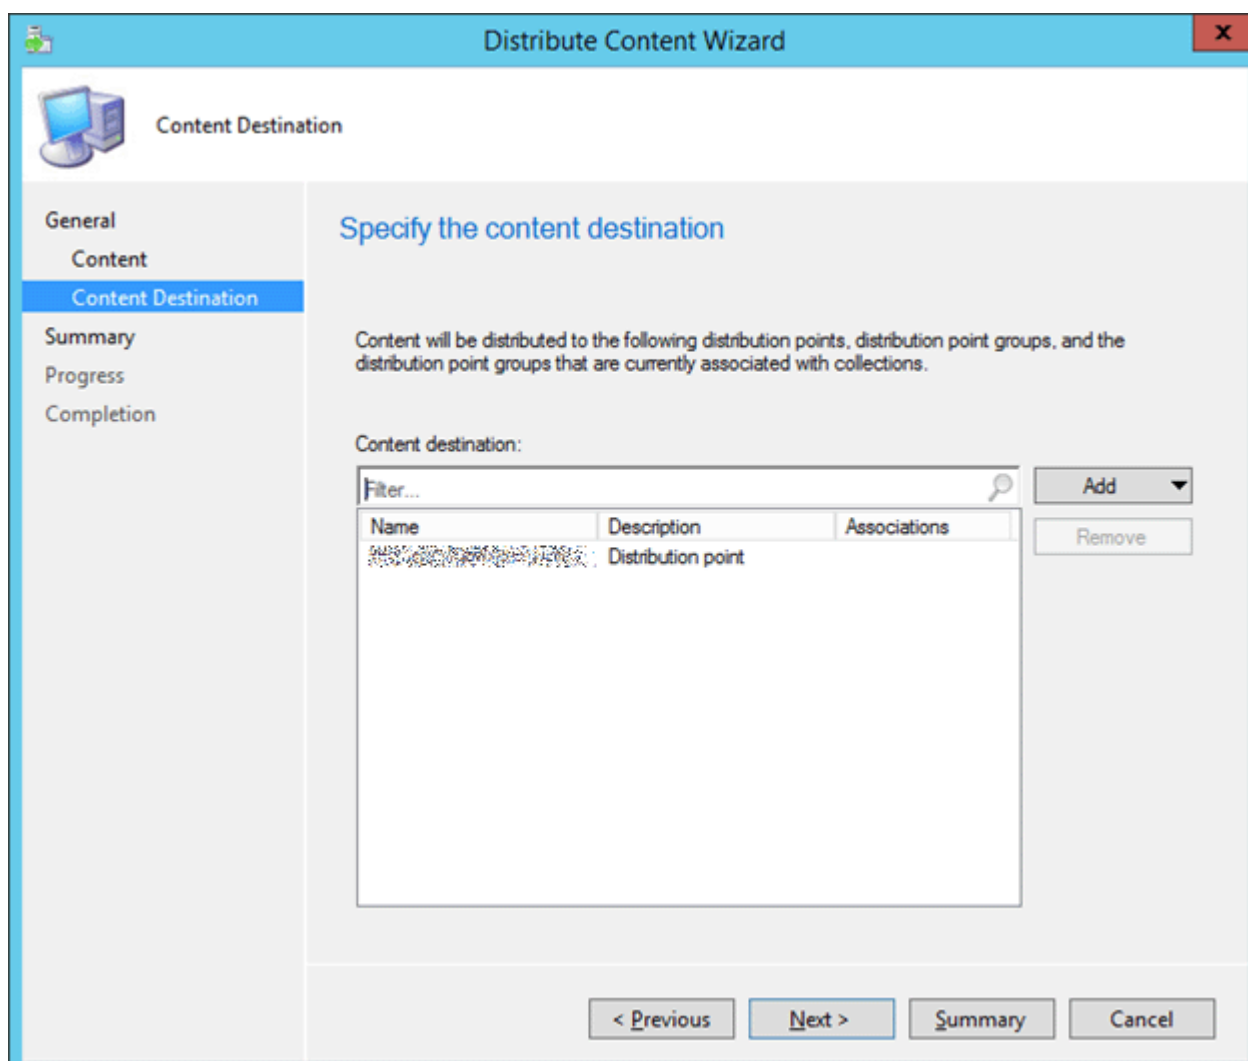 Distribute Content Wizard
x
Content Destination
General
Content
Content Destination
Summary
Progress
Completion
Specify the content destination
Content will be distributed to the following distribution points, distribution point groups, and the
distribution point groups that are currently associated with collections.
Content destination:
Filter...
Add
Remove
Name Description Associations
Distribution point
< Previous Next > Summary Cancel